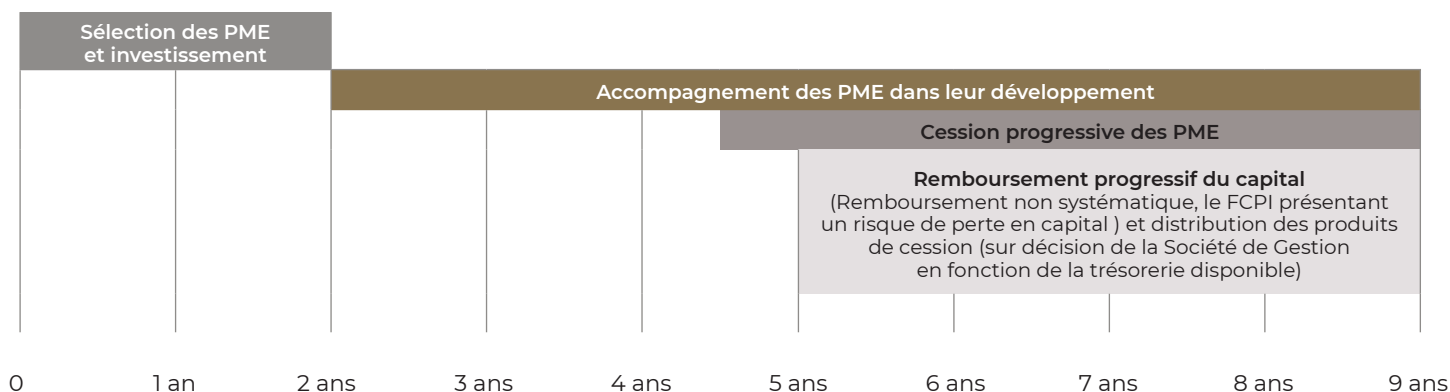 Sélection des PME
et investissement
Accompagnement des PME dans leur développement
Cession progressive des PME
Remboursement progressif du capital
(Remboursement non systématique, le FCPI présentant
un risque de perte en capital ) et distribution des produits
de cession (sur décision de la Société de Gestion
en fonction de la trésorerie disponible)
0 1 an 2 ans 3 ans 4 ans 5 ans 6 ans 7 ans 8 ans 9 ans